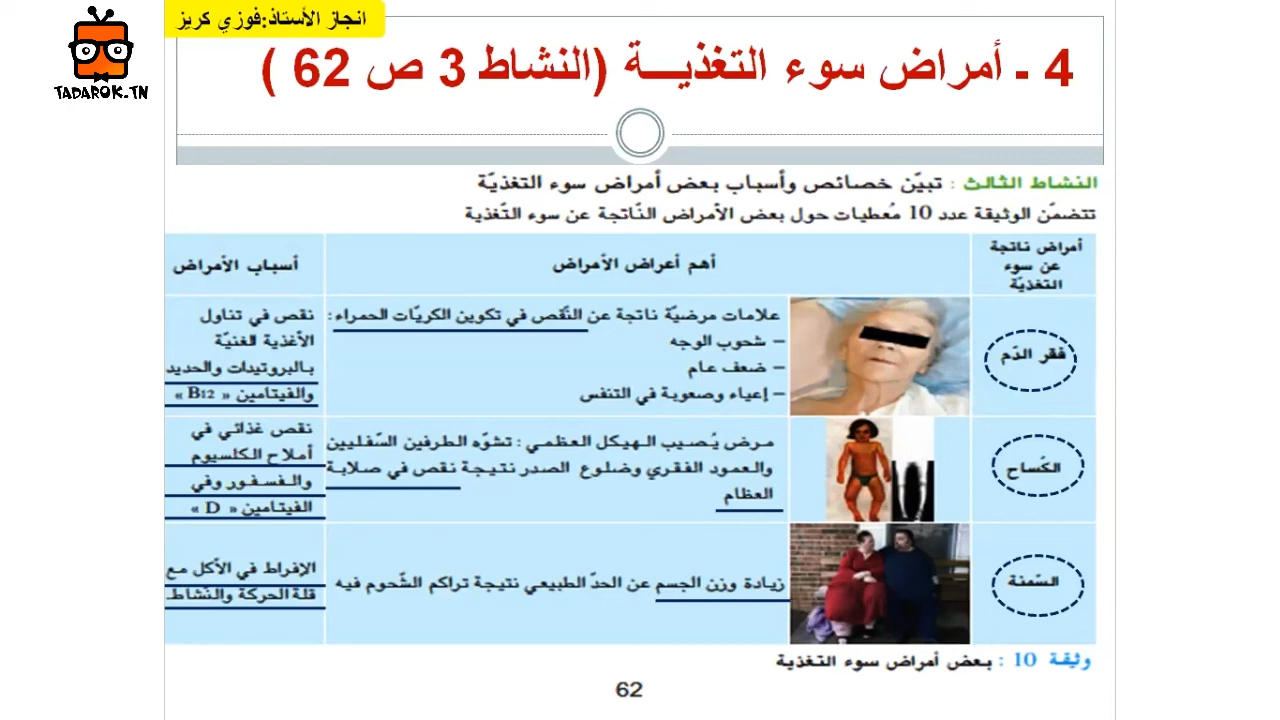 انجاز الأستاذ:فوزي كريز
TADAROK.TN
4 - أمراض سوء التغذيـــة (النشاط 3 ص 62 )
النشاط الثالث : تبيّن خصائص وأسباب بعض أمراض سوء التغذيّة
تتضمّن الوثيقة عدد 10 مُعطيات حول بعض الأمراض النّاتجة عن سوء التّغذية
أمراض ناتجة
عن سوء
التغذيّة
أهم أعراض الأمراض
أسباب الأمراض
فقر الدّم
علامات مرضيّة ناتجة عن النّقص في تكوين الكريّات الحمراء :
– شحوب الوجه
– ضعف عام
– إعياء وصعوبة في التنفس
نقص في تناول
الأغذية الغنيّة
بالبروتيدات والحديد
والفيتامين « B12 »
الكُساح
مرض يُصيب الهيكل العظمي : تشوّه الطرفين السّفليين
والعمود الفقري وضلوع الصدر نتيجة نقص في صلابة
العظام
نقص غذائي في
أملاح الكلسيوم
والفسفور وفي
الفيتامين « D »
السّمنة
زيادة وزن الجسم عن الحدّ الطبيعي نتيجة تراكم الشّحوم فيه
الإفراط في الأكل مع
قلة الحركة والنّشاط.
وثيقة 10 : بعض أمراض سوء التغذية
62